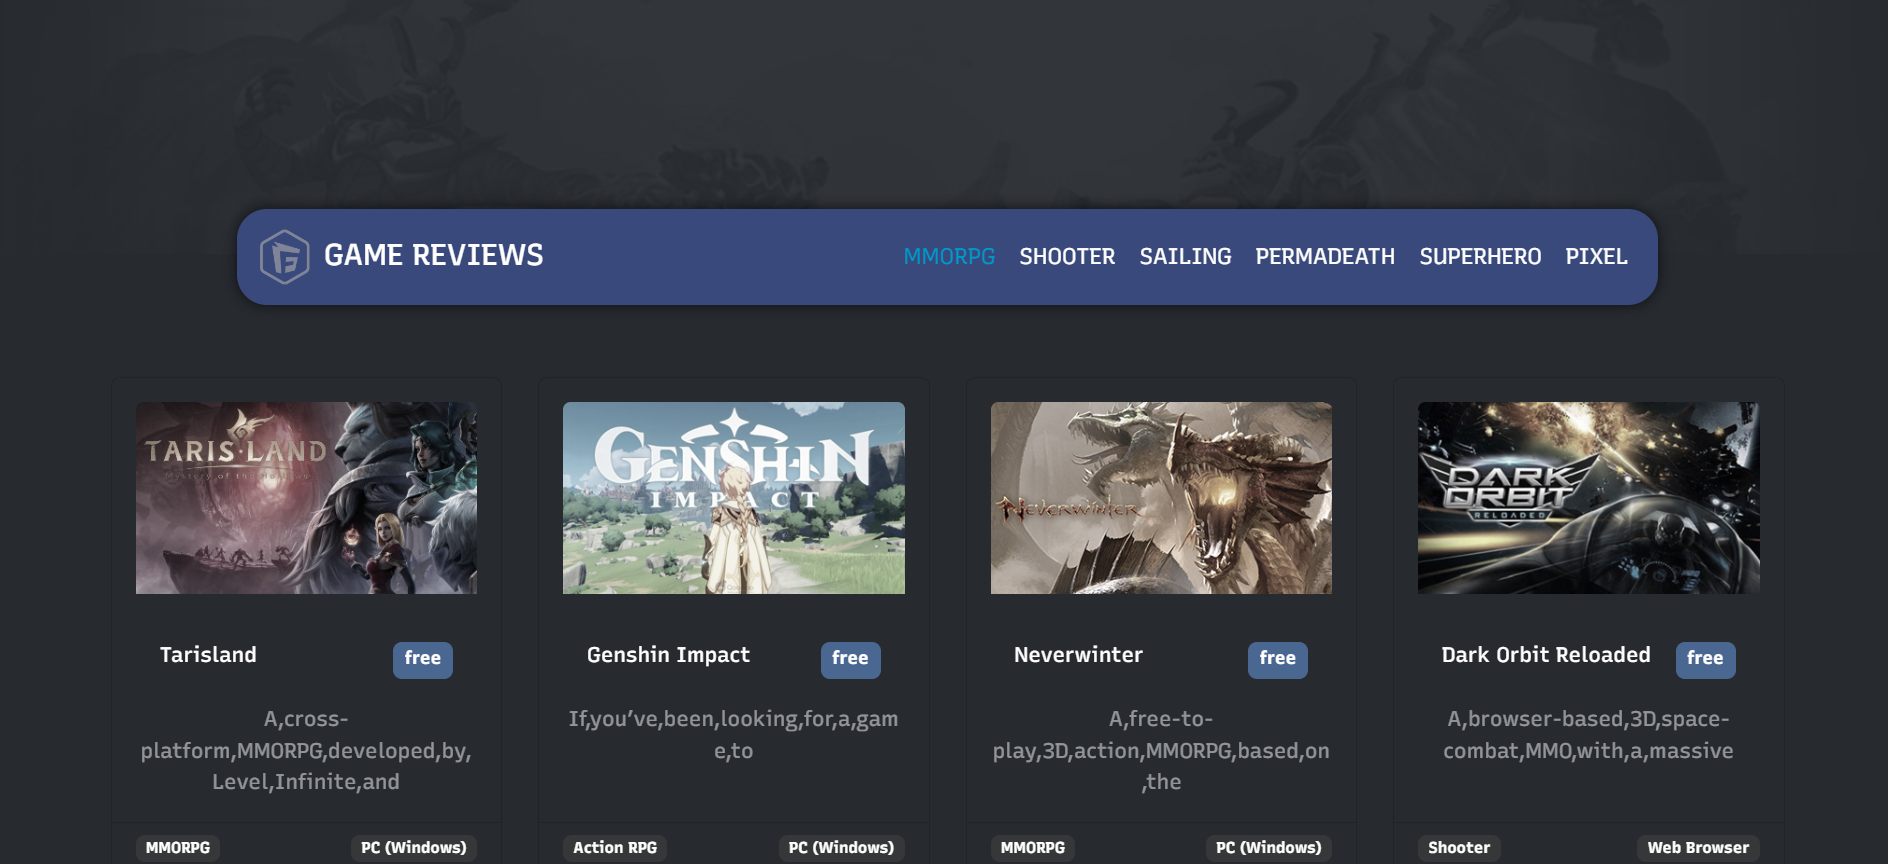 GAME REVIEWS
MMORPG SHOOTER SAILING PERMADEATH SUPERHERO PIXEL
TARISLAND
GENSHIN
IMPACT
NEVERWINTER
DARK
ORBIT
RELOADED
Tarisland
free
A,cross-
platform,MMORPG,developed,by,
Level,Infinite,and
MMORPG
PC (Windows)
Genshin Impact
free
If,you’ve,been,looking,for,a,gam
e,to
Action RPG
PC (Windows)
Neverwinter
free
A,free-to-
play,3D,action,MMORPG,based,on
,the
MMORPG
PC (Windows)
Dark Orbit Reloaded
free
A,browser-based,3D,space-
combat,MMO,with,a,massive
Shooter
Web Browser